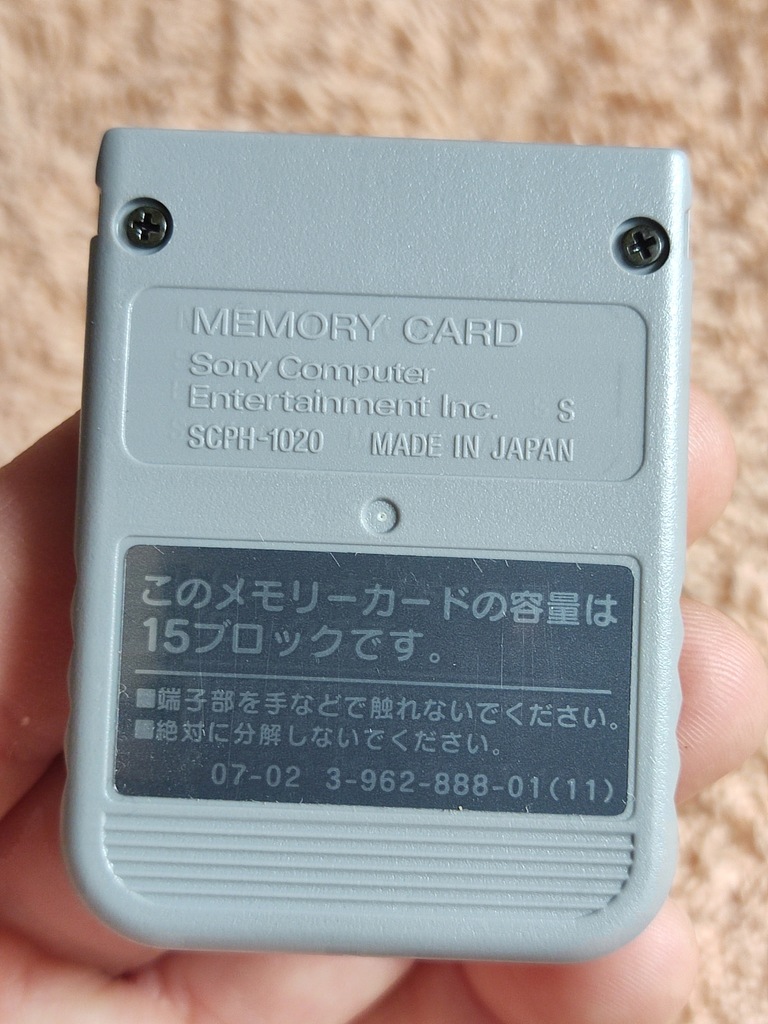 MEMORY CARD
Sony Computer
Entertainment Inc. S
SCPH-1020 MADE IN JAPAN
このメモリーカードの容量は
15ブロックです。
■端子部を手などで触れないでください。
■絶対に分解しないでください。
07-02 3-962-888-01(11)